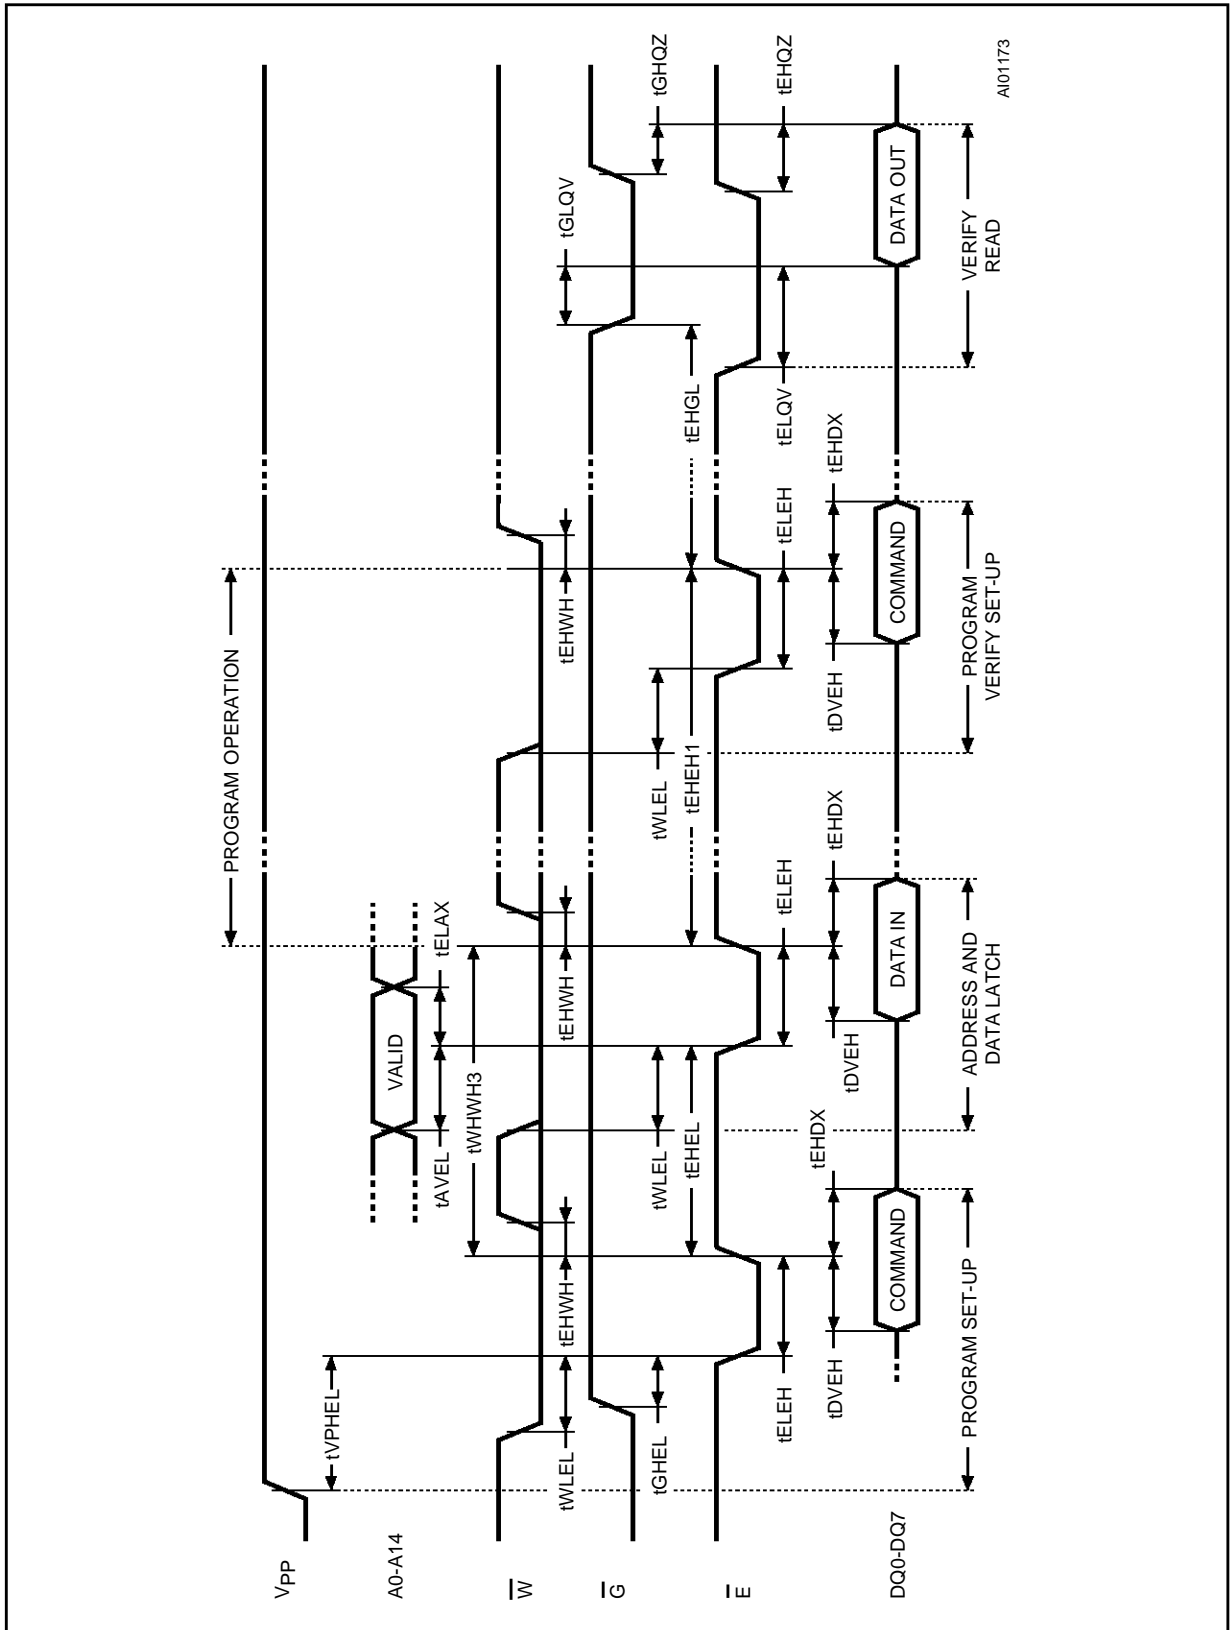 PROGRAM OPERATION
VPP
tVPHEL
A0-A14
VALID
tAVEL
tELAX
tWHWH3
W
tWLEL
tEHWH
tEHWH
tEHWH
tGLQV
G
tGHEL
tWLEL
tWLEL
tGHQZ
tEHEL
tEHEH1
tEHGL
E
tELEH
tELEH
tELEH
tELQV
tEHQZ
tDVEH
tEHDX
tDVEH
tEHDX
tDVEH
tEHDX
DQ0-DQ7
COMMAND
DATA IN
COMMAND
DATA OUT
PROGRAM SET-UP
ADDRESS AND
DATA LATCH
PROGRAM
VERIFY SET-UP
VERIFY
READ
AI01173